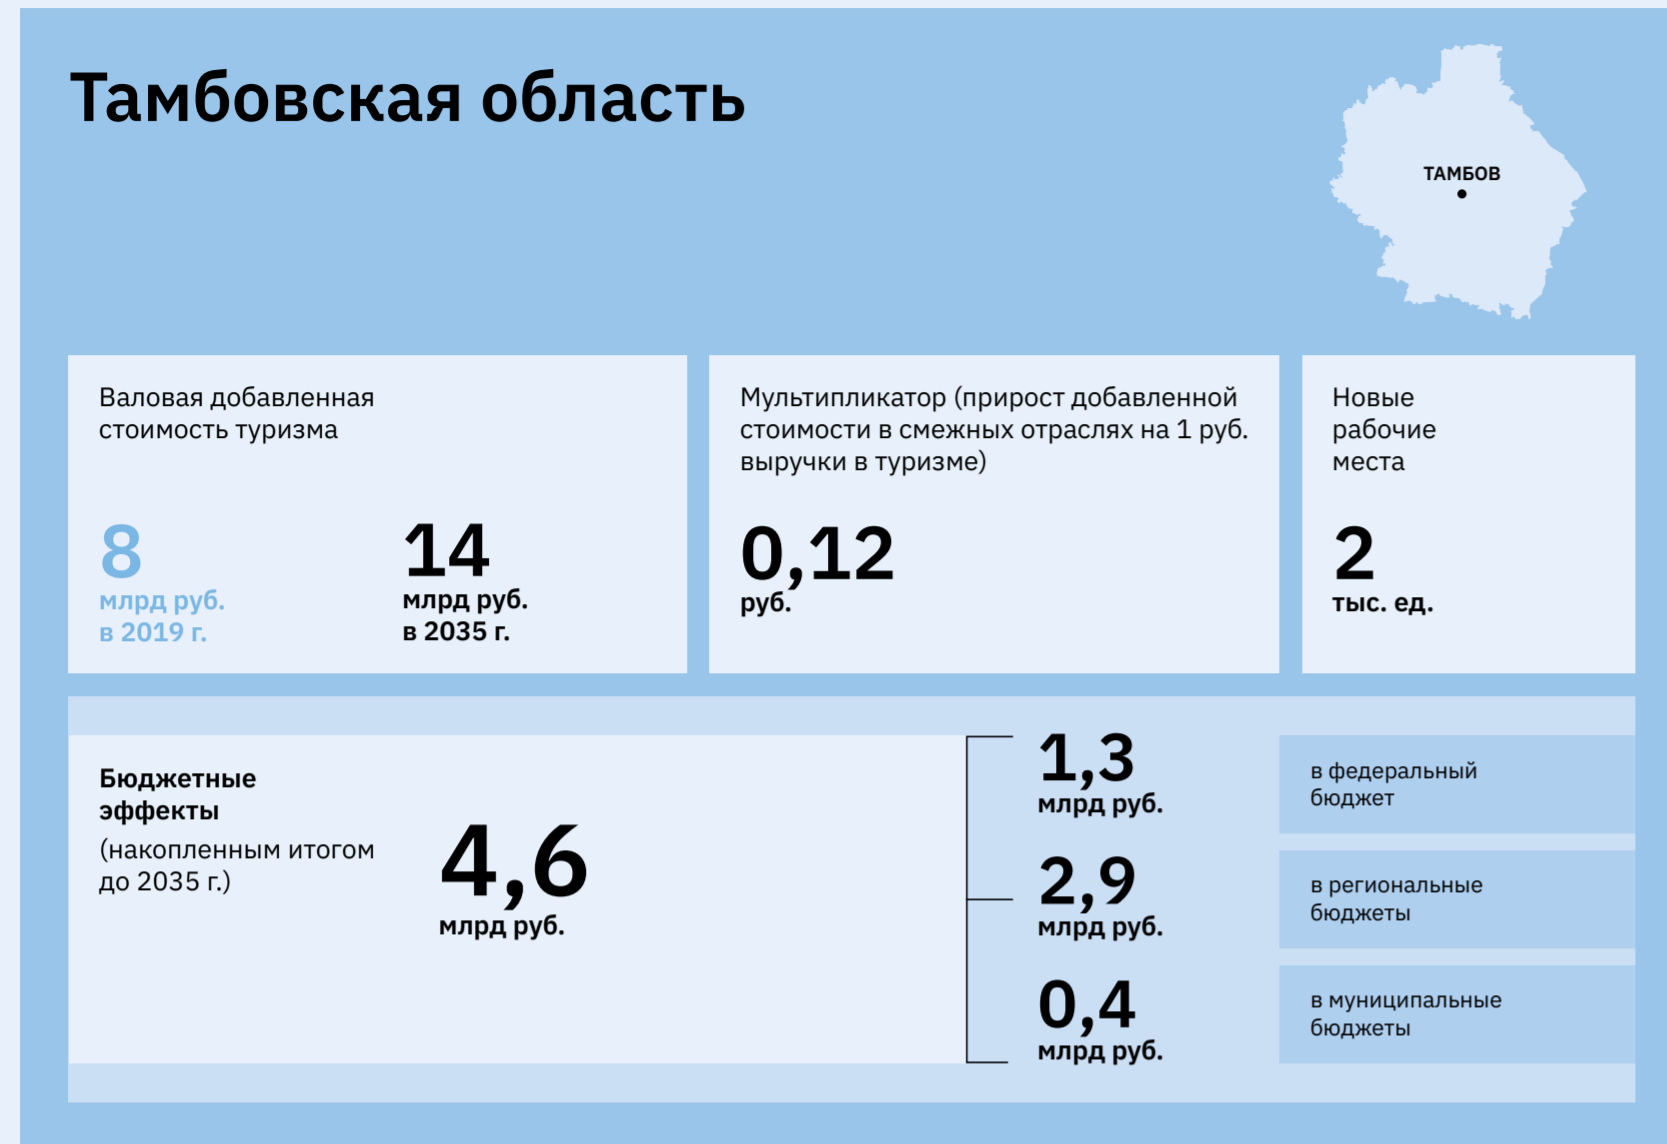 Тамбовская область
ТАМБОВ
Валовая добавленная
стоимость туризма
8
млрд руб.
в 2019 г.
14
млрд руб.
в 2035 г.
Мультипликатор (прирост добавленной
стоимости в смежных отраслях на 1 руб.
выручки в туризме)
0,12
руб.
Новые
рабочие
места
2
тыс. ед.
Бюджетные
эффекты
(накопленным итогом
до 2035 г.)
4,6
млрд руб.
1,3
млрд руб.
в федеральный
бюджет
2,9
млрд руб.
в региональные
бюджеты
0,4
млрд руб.
в муниципальные
бюджеты